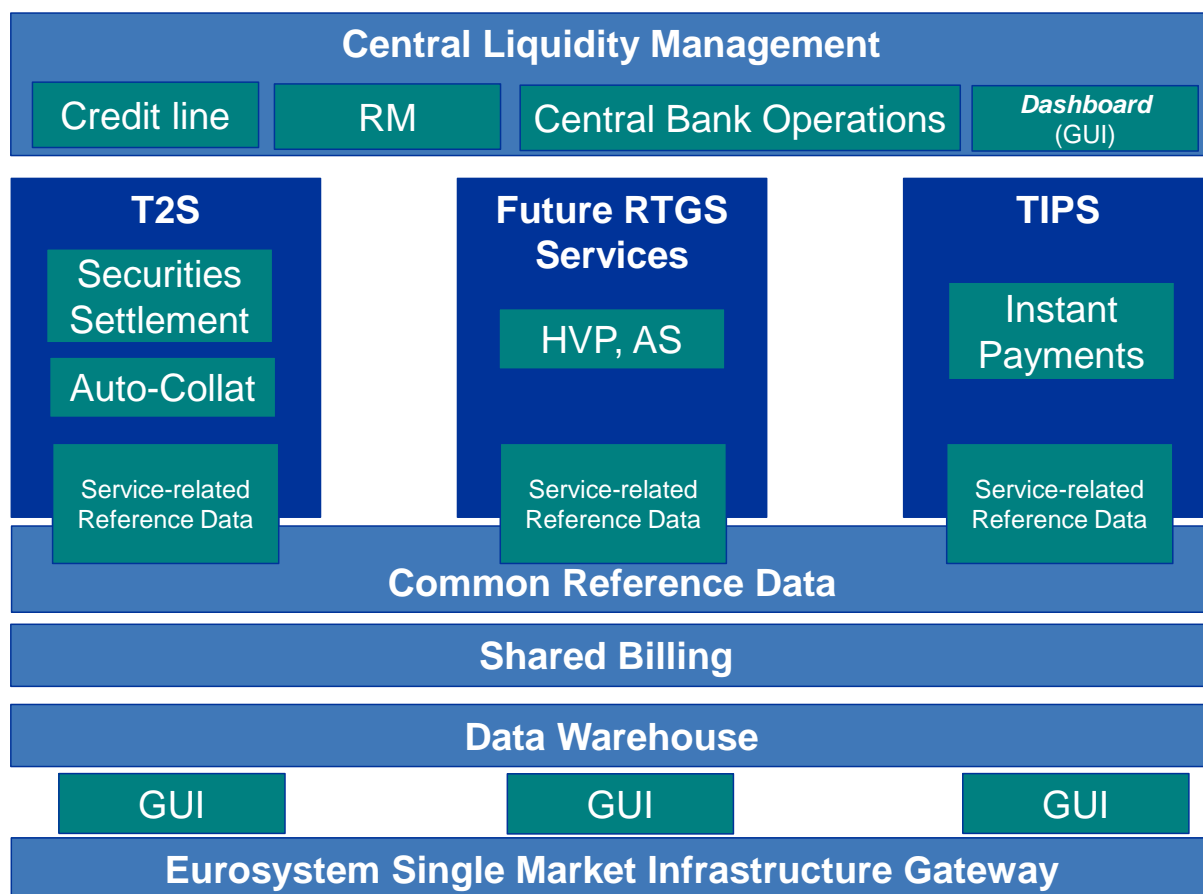 Central Liquidity Management
Credit line
RM
Central Bank Operations
Dashboard
(GUI)
T2S
Securities
Settlement
Auto-Collat
Service-related
Reference Data
Future RTGS
Services
HVP, AS
Service-related
Reference Data
TIPS
Instant
Payments
Service-related
Reference Data
Common Reference Data
Shared Billing
Data Warehouse
GUI
GUI
GUI
Eurosystem Single Market Infrastructure Gateway